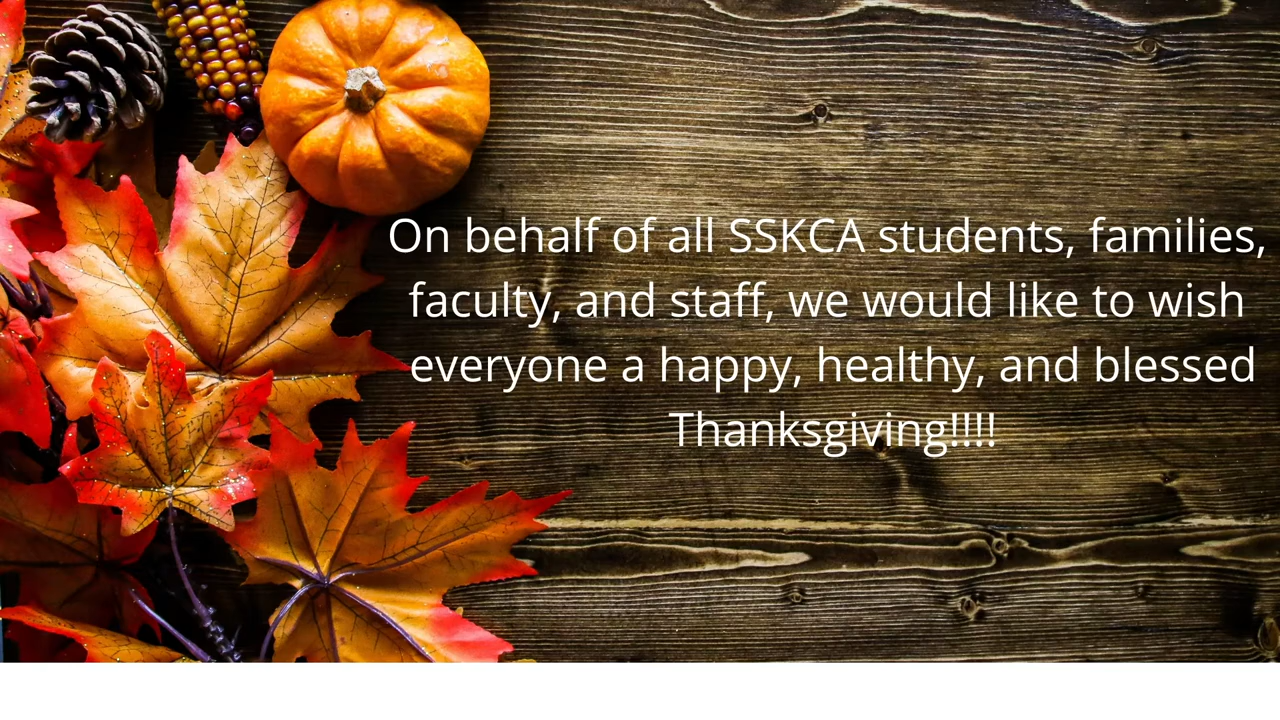 On behalf of all SSKCA students, families,
faculty, and staff, we would like to wish
everyone a happy, healthy, and blessed
Thanksgiving!!!!